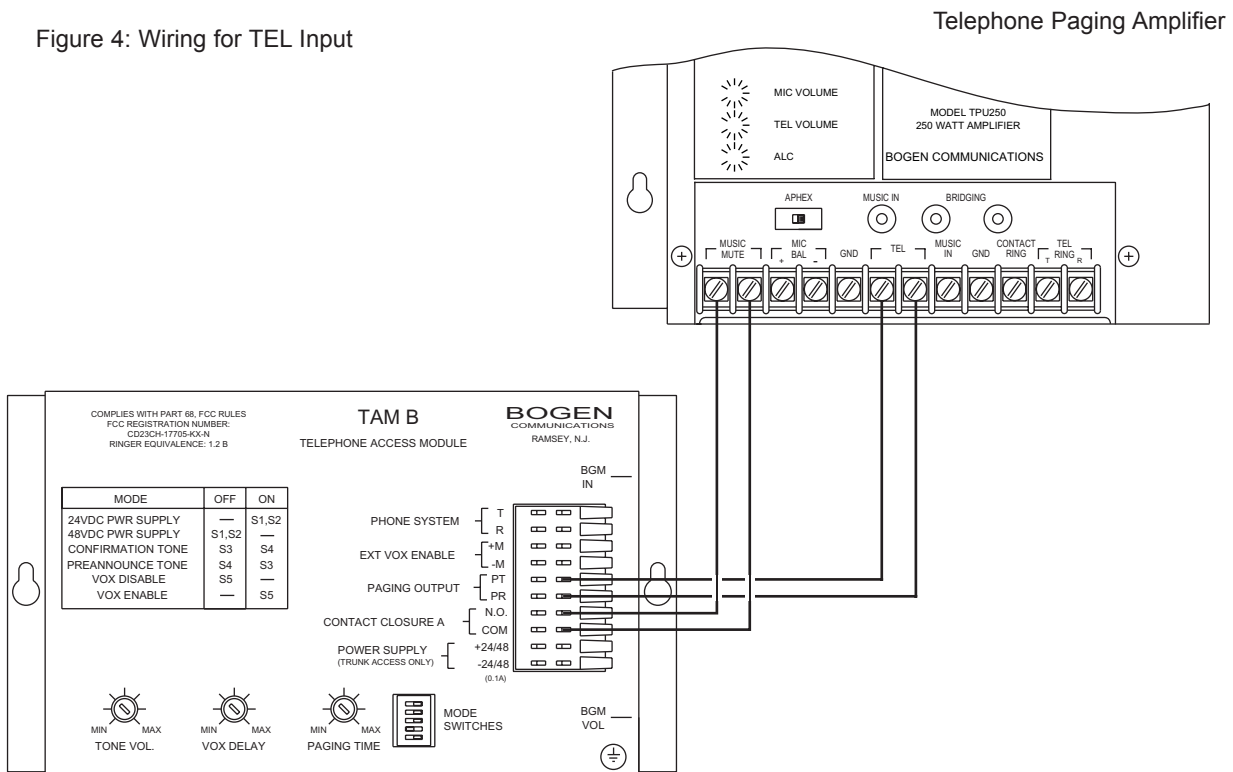 Figure 4: Wiring for TEL Input
Telephone Paging Amplifier
MIC VOLUME
TEL VOLUME
ALC
MODEL TPU250
250 WATT AMPLIFIER
BOGEN COMMUNICATIONS
APHEX
MUSIC IN
BRIDGING
MUSIC MUTE
MIC BAL
+ -
GND
TEL
MUSIC IN
GND
CONTACT RING
TEL RING
T R
COMPLIES WITH PART 68, FCC RULES
FCC REGISTRATION NUMBER:
CD23CH-17705-KX-N
RINGER EQUIVALENCE: 1.2 B
TAM B
TELEPHONE ACCESS MODULE
BOGEN
COMMUNICATIONS
RAMSEY, N.J.
BGM
IN
MODE OFF ON
24VDC PWR SUPPLY — S1,S2
48VDC PWR SUPPLY S1,S2 —
CONFIRMATION TONE S3 S4
PREANNOUNCE TONE S4 S3
VOX DISABLE S5 —
VOX ENABLE — S5
PHONE SYSTEM
T
R
EXT VOX ENABLE
+M
-M
PAGING OUTPUT
PT
PR
CONTACT CLOSURE A
N.O.
COM
POWER SUPPLY
(TRUNK ACCESS ONLY)
+24/48
-24/48
(0.1A)
MIN MAX
TONE VOL.
MIN MAX
VOX DELAY
MIN MAX
PAGING TIME
MODE
SWITCHES
BGM
VOL